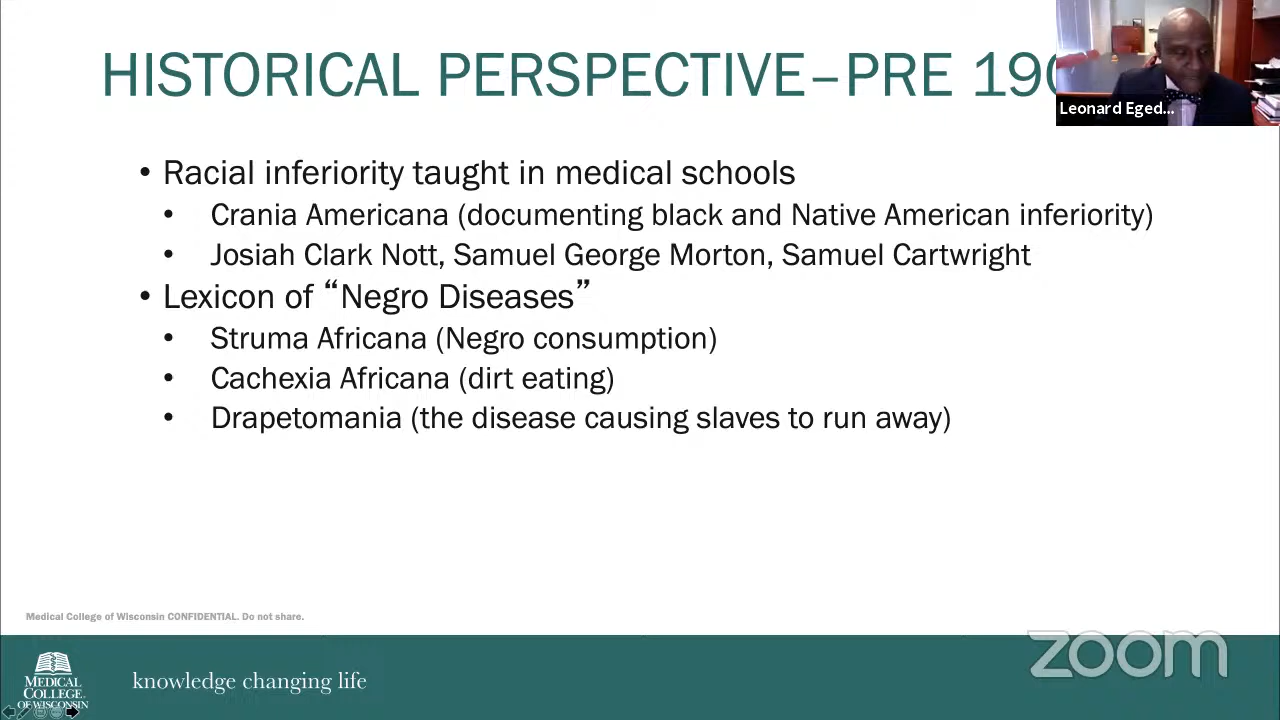 HISTORICAL PERSPECTIVE–PRE 190
Leonard Eged...
• Racial inferiority taught in medical schools
• Crania Americana (documenting black and Native American inferiority)
• Josiah Clark Nott, Samuel George Morton, Samuel Cartwright
• Lexicon of “Negro Diseases”
• Struma Africana (Negro consumption)
• Cachexia Africana (dirt eating)
• Drapetomania (the disease causing slaves to run away)
Medical College of Wisconsin CONFIDENTIAL. Do not share.
zoom
MEDICAL
COLLEGE
OF WISCONSIN
knowledge changing life